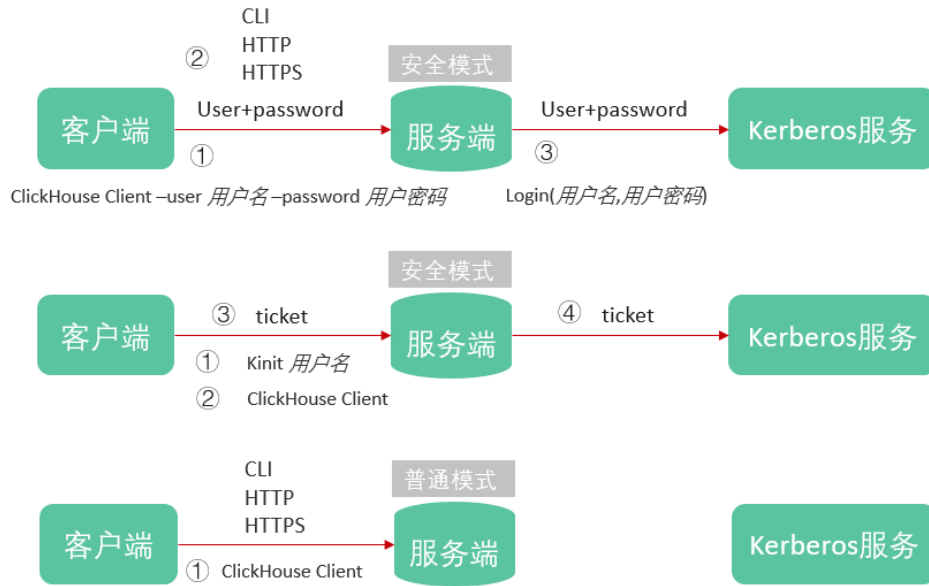 CLI
② HTTP
HTTPS
安全模式
客户端
User+password
服务端
User+password
Kerberos服务
①
③
ClickHouse Client –user 用户名 –password 用户密码
Login(用户名,用户密码)
安全模式
客户端
③ ticket
服务端
④ ticket
Kerberos服务
① Kinit 用户名
② ClickHouse Client
CLI
HTTP
HTTPS
普通模式
客户端
服务端
Kerberos服务
① ClickHouse Client